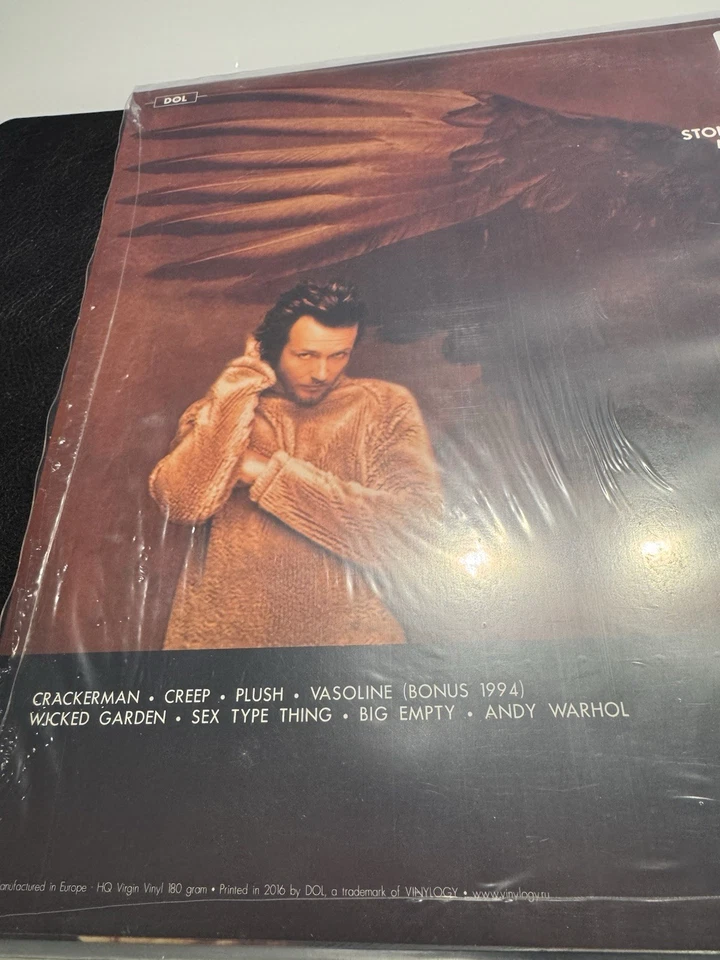 DOL
CRACKERMAN • CREEP • PLUSH • VASOLINE (BONUS 1994)
WICKED GARDEN • SEX TYPE THING • BIG EMPTY • ANDY WARHOL
anufactured in Europe · HQ Virgin Vinyl 180 gram • Printed in 2016 by DOL, a trademark of VINYLOGY • www.vinylogy.ru